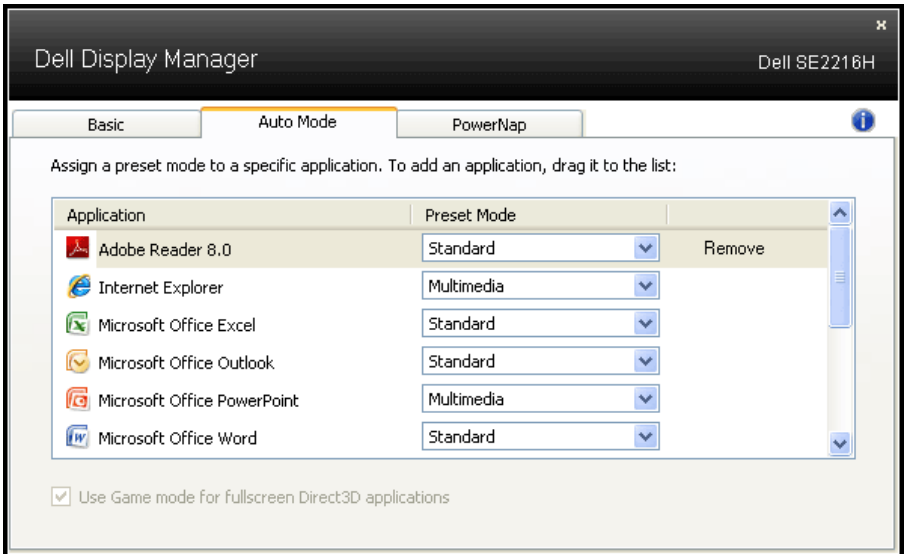 x
Dell Display Manager
Dell SE2216H
Basic
Auto Mode
PowerNap
i
Assign a preset mode to a specific application. To add an application, drag it to the list:
Application Preset Mode
Adobe Reader 8.0 Standard Remove
Internet Explorer Multimedia
Microsoft Office Excel Standard
Microsoft Office Outlook Standard
Microsoft Office PowerPoint Multimedia
Microsoft Office Word Standard
Use Game mode for fullscreen Direct3D applications